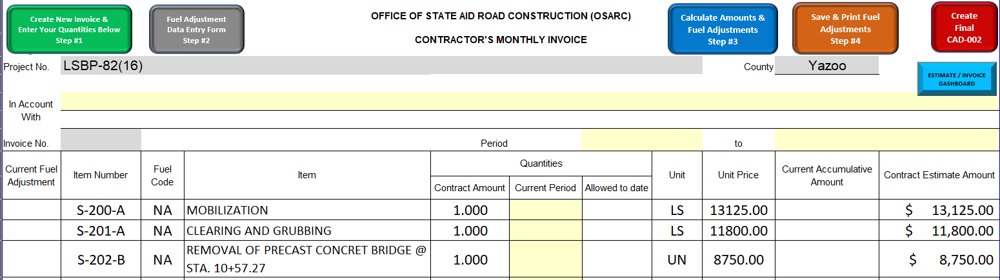 Create New Invoice &
Enter Your Quantities Below
Step #1
Fuel Adjustment
Data Entry Form
Step #2
OFFICE OF STATE AID ROAD CONSTRUCTION (OSARC)
CONTRACTOR'S MONTHLY INVOICE
Calculate Amounts &
Fuel Adjustments
Step #3
Save & Print Fuel
Adjustments
Step #4
Create
Final
CAD-002
Project No. LSBP-82(16) County Yazoo
ESTIMATE / INVOICE
DASHBOARD
In Account
With
Invoice No. Period to
Current Fuel
Adjustment
Item Number
Fuel
Code
Item
Quantities
Contract Amount Current Period Allowed to date
Unit
Unit Price
Current Accumulative
Amount
Contract Estimate Amount
S-200-A NA MOBILIZATION 1.000 LS 13125.00 $ 13,125.00
S-201-A NA CLEARING AND GRUBBING 1.000 LS 11800.00 $ 11,800.00
S-202-B NA REMOVAL OF PRECAST CONCRET BRIDGE @
STA. 10+57.27
1.000 UN 8750.00 $ 8,750.00